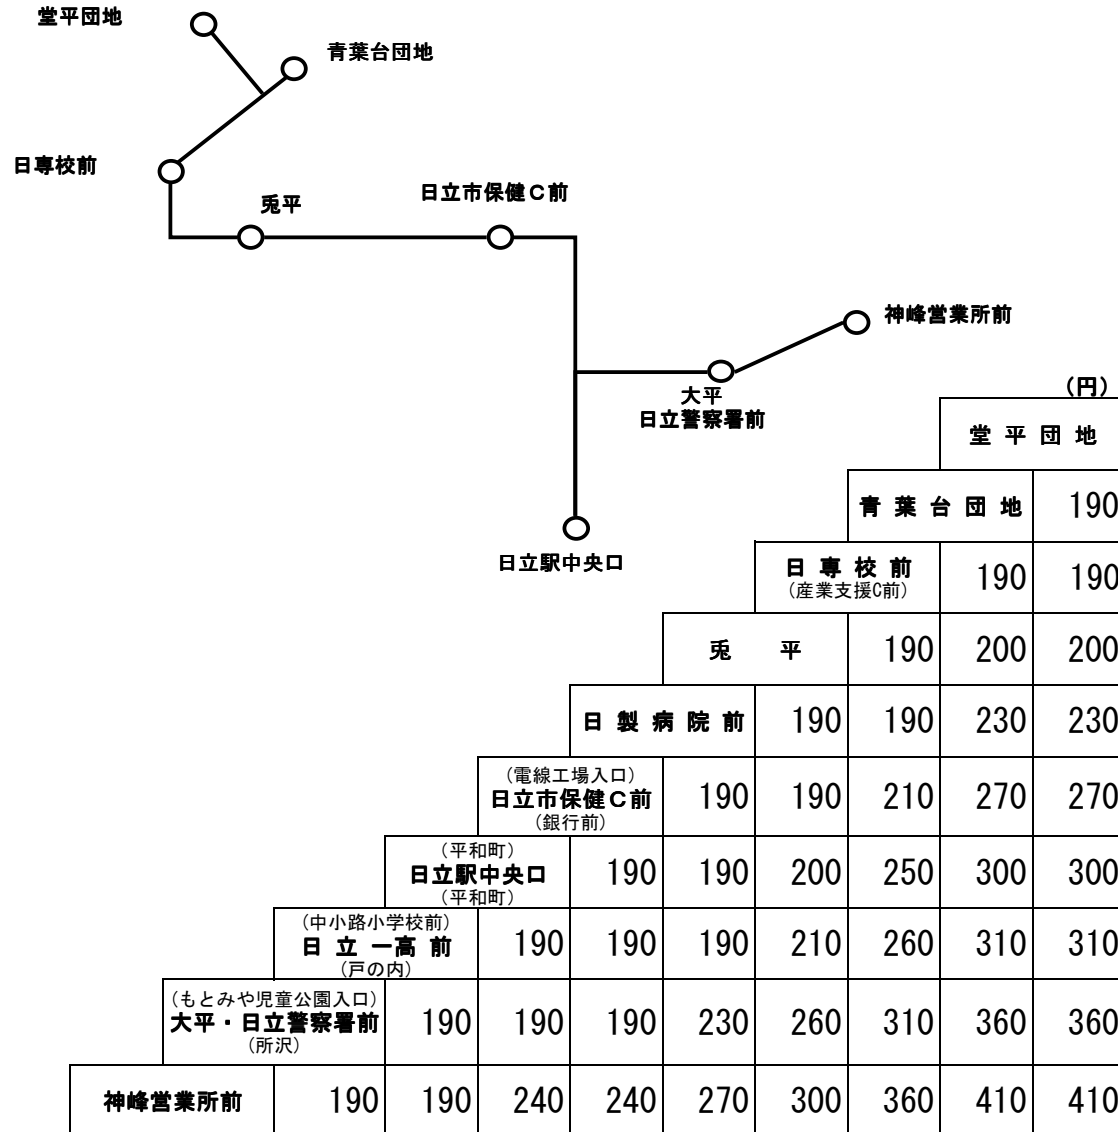 堂平団地
青葉台団地
日専校前
兎平
日立市保健C前
神峰営業所前
大平
日立警察署前
日立駅中央口
(円)
堂平団地
青葉台団地 190
日専校前 190 190
(産業支援C前)
兎平 190 200 200
日製病院前 190 190 230 230
(電線工場入口)
日立市保健C前 190 190 210 270 270
(銀行前)
(平和町)
日立駅中央口 190 190 200 250 300 300
(平和町)
(中小路小学校前)
日立一高前 190 190 190 210 260 310 310
(戸の内)
(もとみや児童公園入口)
大平・日立警察署前 190 190 190 230 260 310 360 360
(所沢)
神峰営業所前 190 190 240 240 270 300 360 410 410